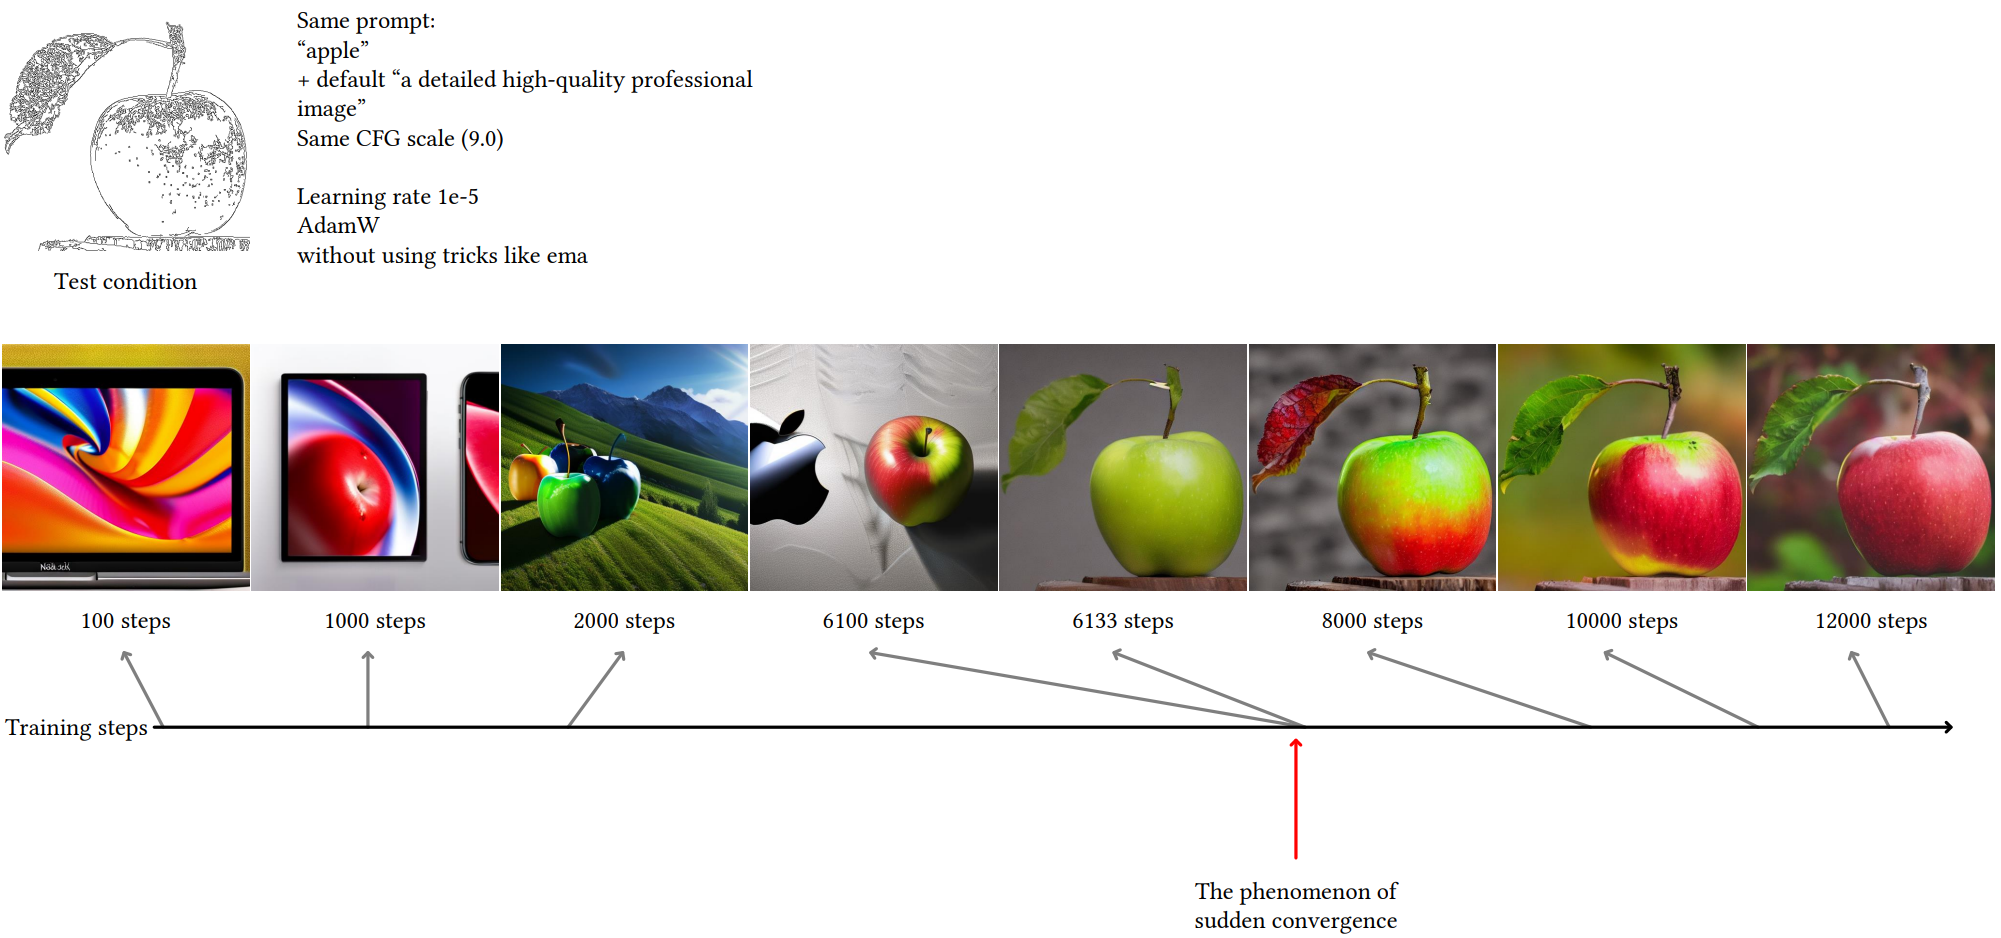 Same prompt:
“apple”
+ default “a detailed high-quality professional
image”
Same CFG scale (9.0)
Learning rate 1e-5
AdamW
without using tricks like ema
Test condition
100 steps
1000 steps
2000 steps
6100 steps
6133 steps
8000 steps
10000 steps
12000 steps
Training steps
The phenomenon of
sudden convergence